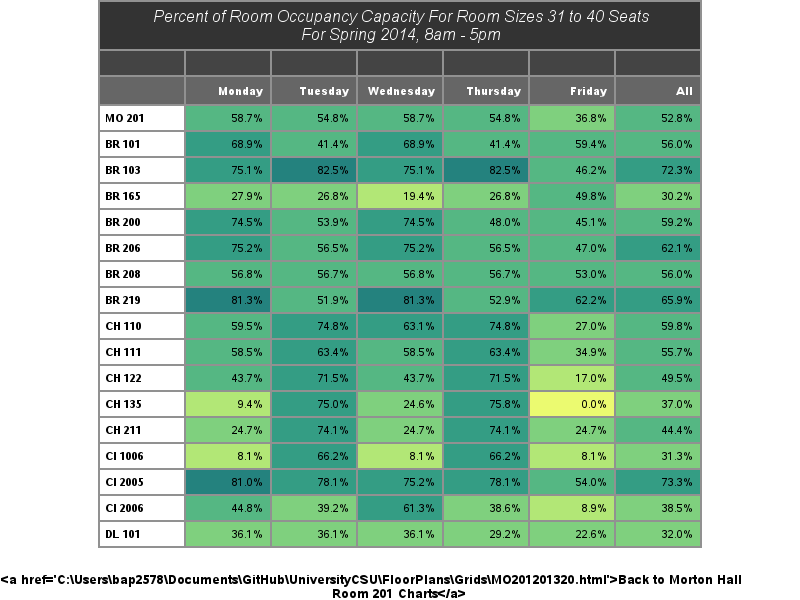 Percent of Room Occupancy Capacity For Room Sizes 31 to 40 Seats
For Spring 2014, 8am - 5pm
Monday Tuesday Wednesday Thursday Friday All
MO 201 58.7% 54.8% 58.7% 54.8% 36.8% 52.8%
BR 101 68.9% 41.4% 68.9% 41.4% 59.4% 56.0%
BR 103 75.1% 82.5% 75.1% 82.5% 46.2% 72.3%
BR 165 27.9% 26.8% 19.4% 26.8% 49.8% 30.2%
BR 200 74.5% 53.9% 74.5% 48.0% 45.1% 59.2%
BR 206 75.2% 56.5% 75.2% 56.5% 47.0% 62.1%
BR 208 56.8% 56.7% 56.8% 56.7% 53.0% 56.0%
BR 219 81.3% 51.9% 81.3% 52.9% 62.2% 65.9%
CH 110 59.5% 74.8% 63.1% 74.8% 27.0% 59.8%
CH 111 58.5% 63.4% 58.5% 63.4% 34.9% 55.7%
CH 122 43.7% 71.5% 43.7% 71.5% 17.0% 49.5%
CH 135 9.4% 75.0% 24.6% 75.8% 0.0% 37.0%
CH 211 24.7% 74.1% 24.7% 74.1% 24.7% 44.4%
CI 1006 8.1% 66.2% 8.1% 66.2% 8.1% 31.3%
CI 2005 81.0% 78.1% 75.2% 78.1% 54.0% 73.3%
CI 2006 44.8% 39.2% 61.3% 38.6% 8.9% 38.5%
DL 101 36.1% 36.1% 36.1% 29.2% 22.6% 32.0%
<a href='C:\Users\bap2578\Documents\GitHub\UniversityCSU\FloorPlans\Grids\MO201201320.html'>Back to Morton Hall
Room 201 Charts</a>